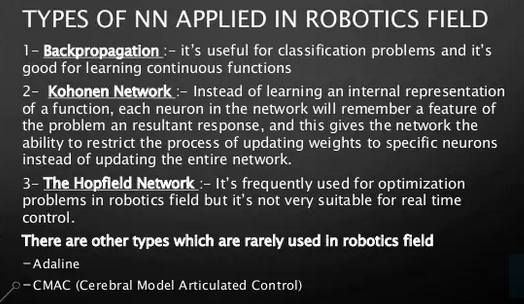 TYPES OF NN APPLIED IN ROBOTICS FIELD
1- Backpropagation :- it's useful for classification problems and it's
good for learning continuous functions
2- Kohonen Network :- Instead of learning an internal representation
of a function, each neuron in the network will remember a feature of
the problem an resultant response, and this gives the network the
ability to restrict the process of updating weights to specific neurons
instead of updating the entire network.
3- The Hopfield Network :- It's frequently used for optimization
problems in robotics field but it's not very suitable for real time
control.
There are other types which are rarely used in robotics field
-Adaline
-CMAC (Cerebral Model Articulated Control)